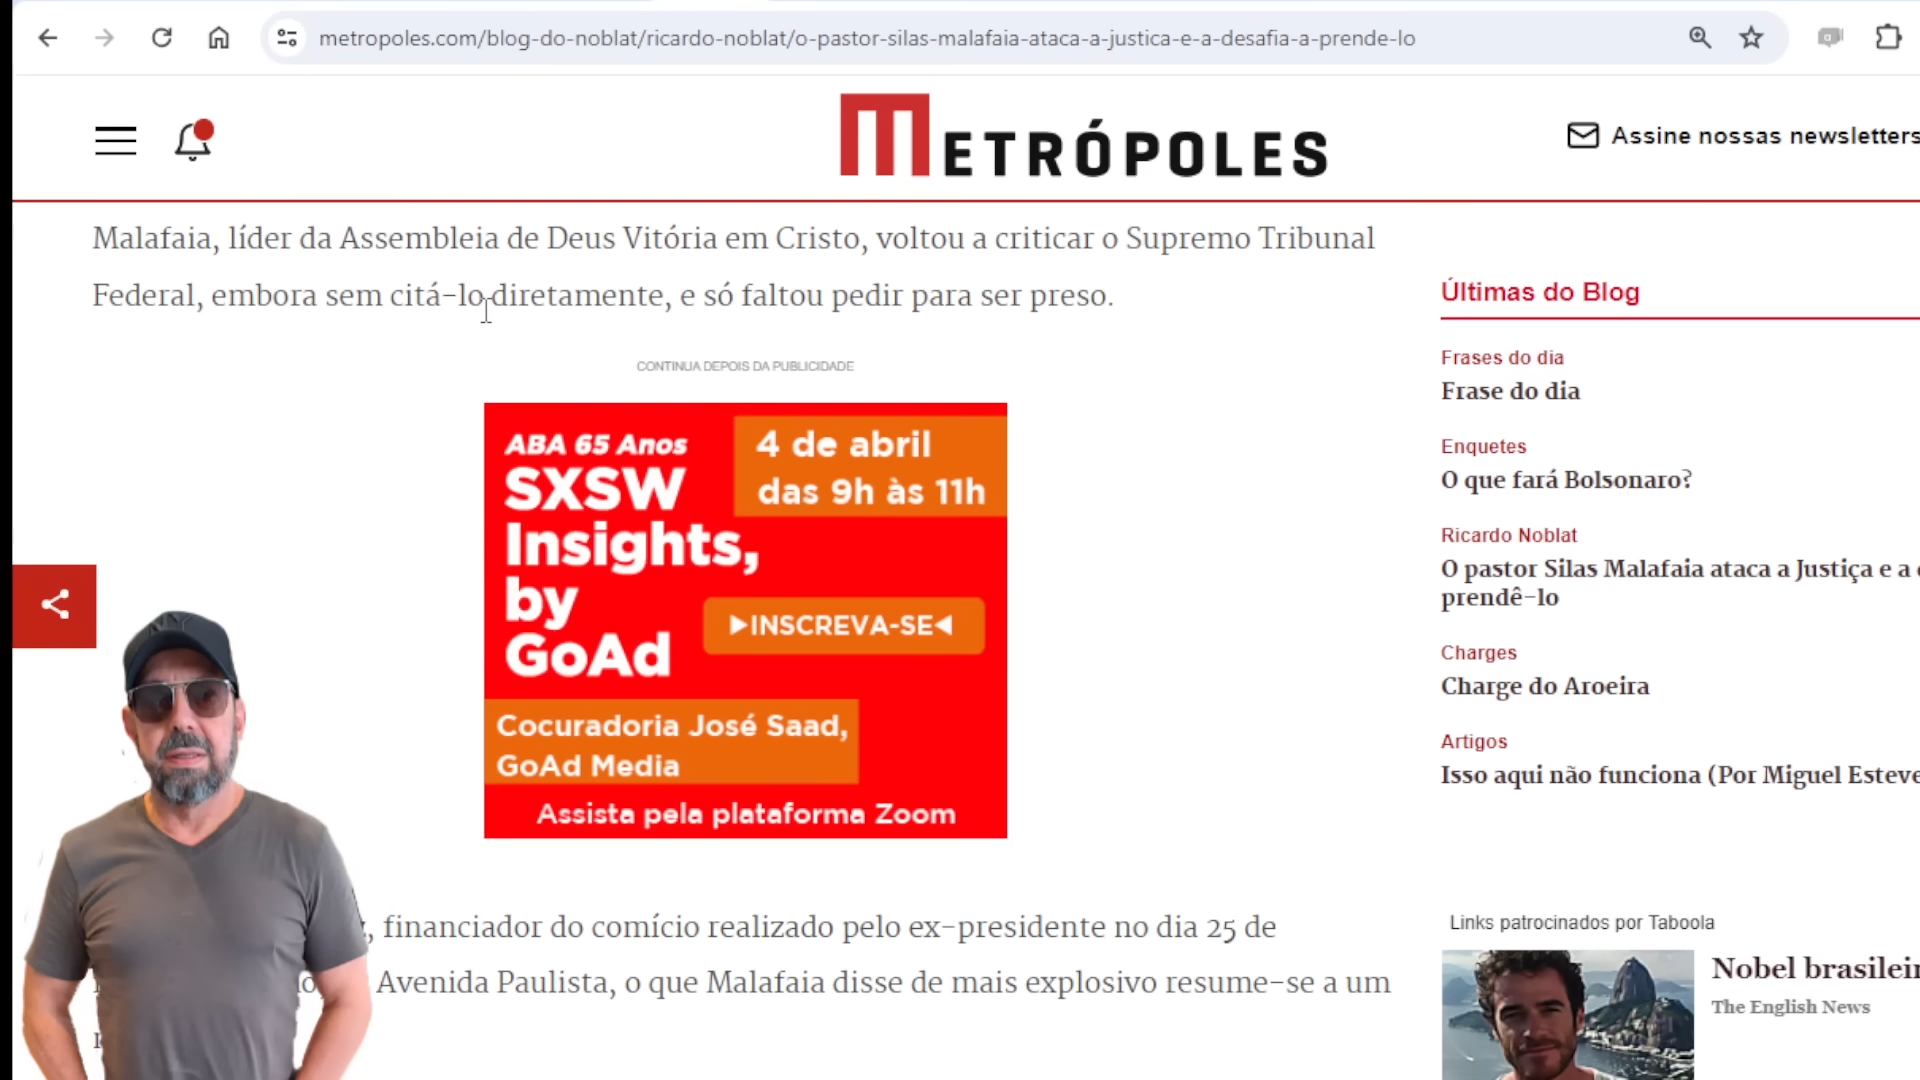 metropoles.com/blog-do-noblat/ricardo-noblat/o-pastor-silas-malafaia-ataca-a-justica-e-a-desafia-a-prende-lo
METRÓPOLES
Assine nossas newsletters
Malafaia, líder da Assembleia de Deus Vitória em Cristo, voltou a criticar o Supremo Tribunal
Federal, embora sem citá-lo diretamente, e só faltou pedir para ser preso.
CONTINUA DEPOIS DA PUBLICIDADE
ABA 65 Anos
SXSW
Insights,
by
GoAd
4 de abril
das 9h às 11h
INSCREVA-SE
Cocuradoria José Saad,
GoAd Media
Assista pela plataforma Zoom
, financiador do comício realizado pelo ex-presidente no dia 25 de
Avenida Paulista, o que Malafaia disse de mais explosivo resume-se a um
Últimas do Blog
Frases do dia
Frase do dia
Enquetes
O que fará Bolsonaro?
Ricardo Noblat
O pastor Silas Malafaia ataca a Justiça e a
prendê-lo
Charges
Charge do Aroeira
Artigos
Isso aqui não funciona (Por Miguel Esteve
Links patrocinados por Taboola
Nobel brasilei
The English News
NY